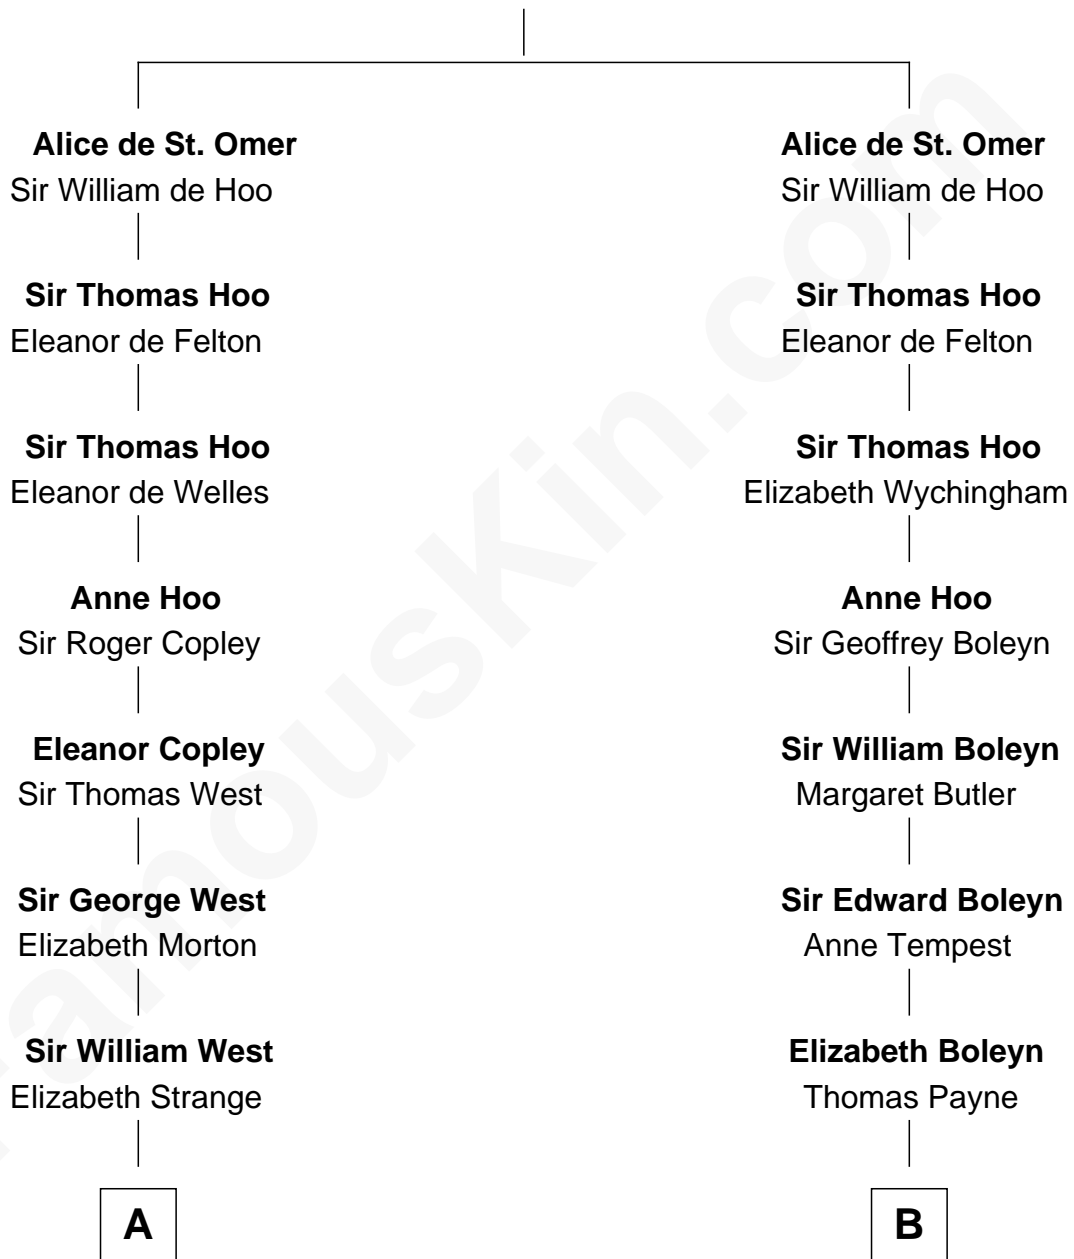 Alice de St. Omer
Sir William de Hoo
Sir Thomas Hoo
Eleanor de Felton
Sir Thomas Hoo
Eleanor de Welles
Anne Hoo
Sir Roger Copley
Eleanor Copley
Sir Thomas West
Sir George West
Elizabeth Morton
Sir William West
Elizabeth Strange
A
Alice de St. Omer
Sir William de Hoo
Sir Thomas Hoo
Eleanor de Felton
Sir Thomas Hoo
Elizabeth Wychingham
Anne Hoo
Sir Geoffrey Boleyn
Sir William Boleyn
Margaret Butler
Sir Edward Boleyn
Anne Tempest
Elizabeth Boleyn
Thomas Payne
B
FamousKin.com